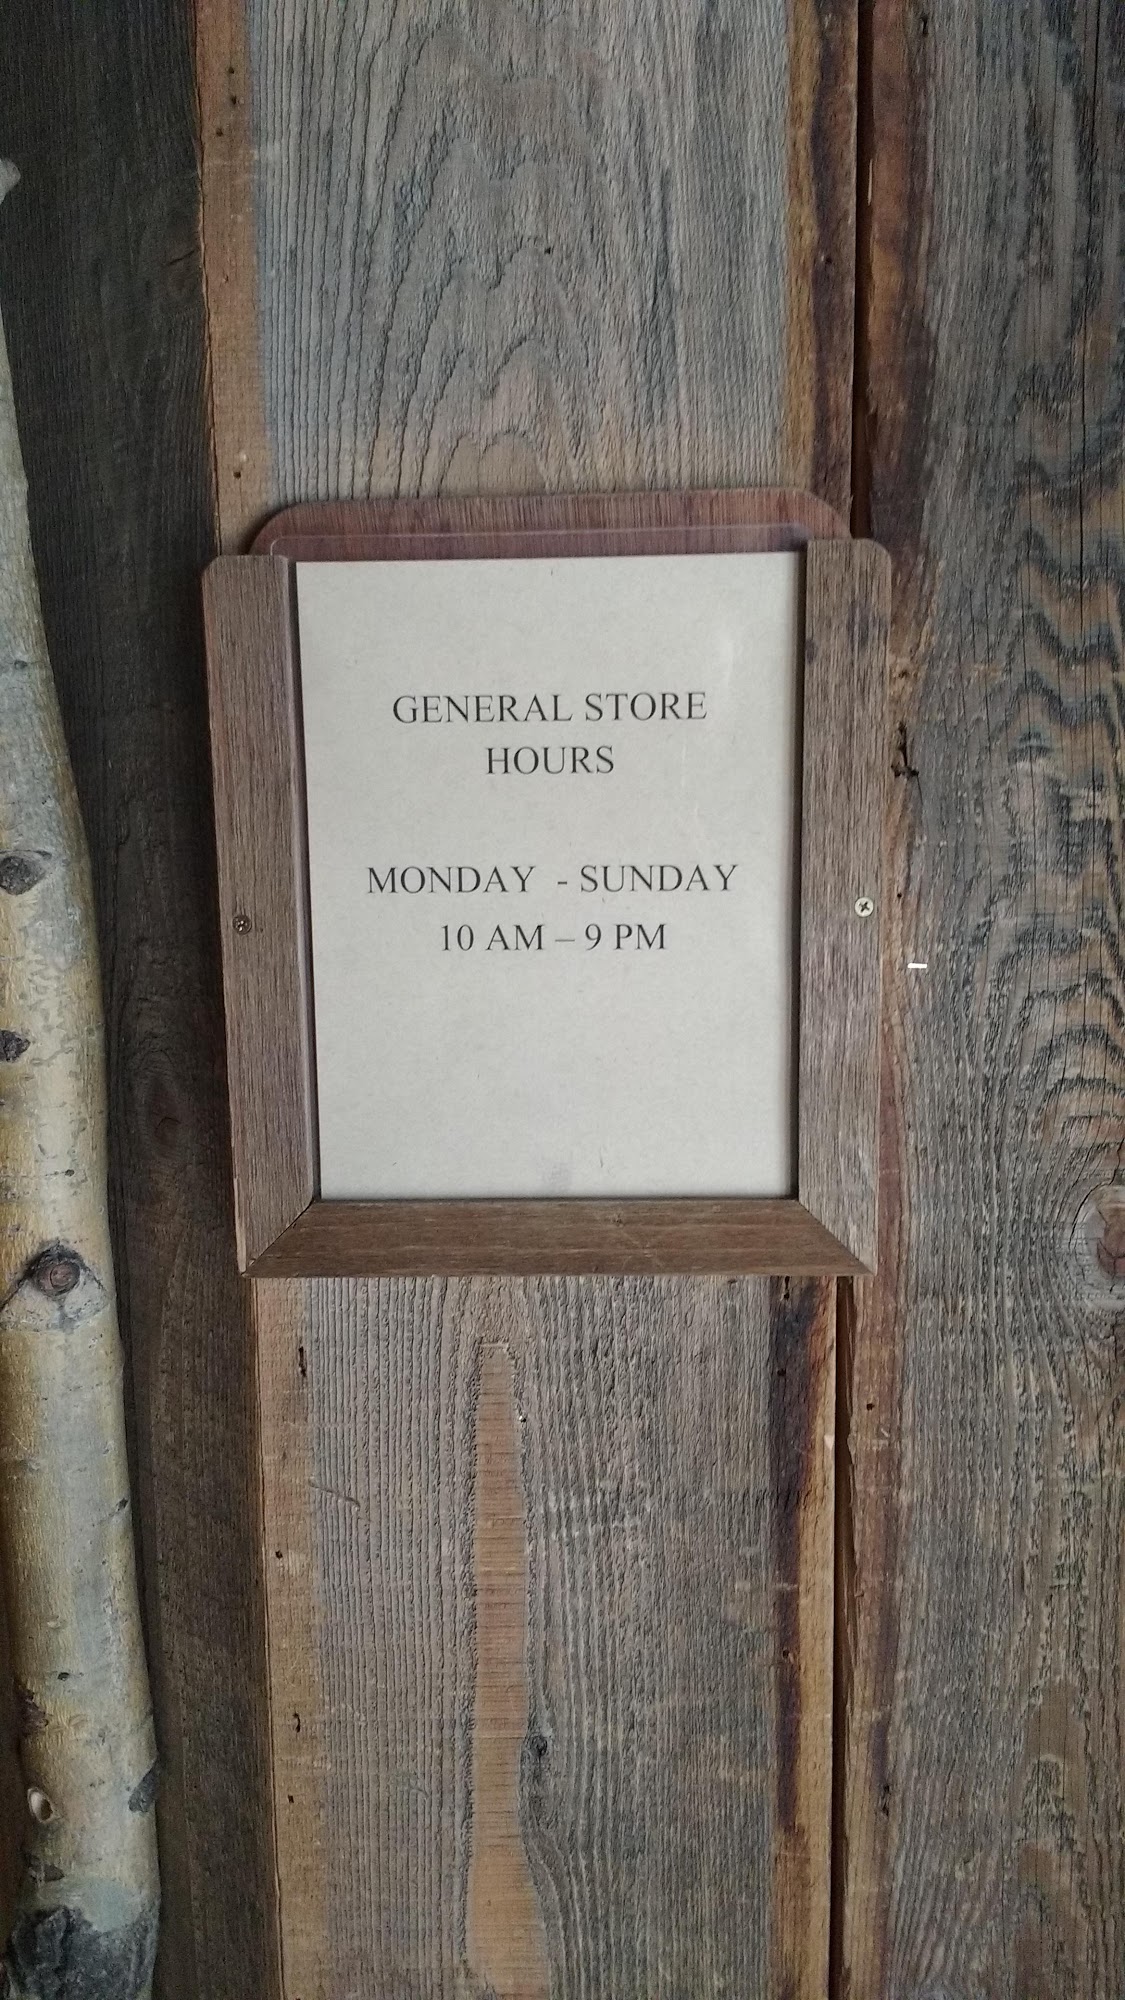 GENERAL STORE
HOURS
MONDAY - SUNDAY
10 AM – 9 PM